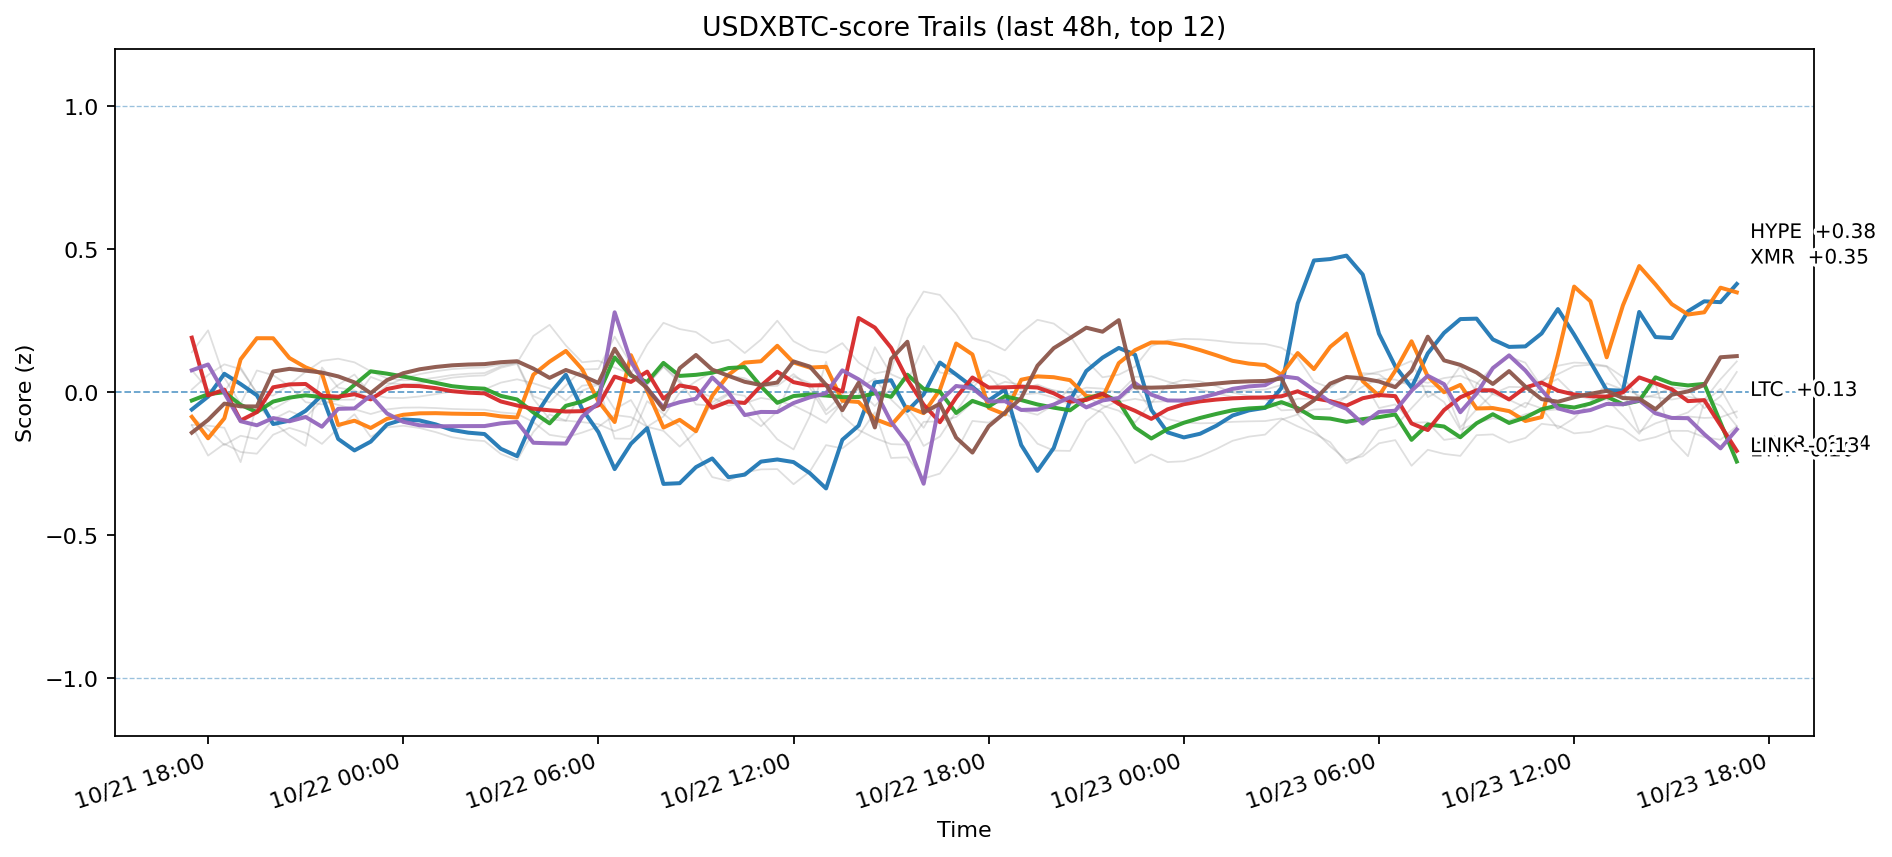 USDXBTC-score Trails (last 48h, top 12)
Score (z)
1.0
0.5
0.0
−0.5
−1.0
HYPE +0.38
XMR +0.35
LTC +0.13
LINK -0.13
10/21 18:00
10/22 00:00
10/22 06:00
10/22 12:00
10/22 18:00
10/23 00:00
10/23 06:00
10/23 12:00
10/23 18:00
Time